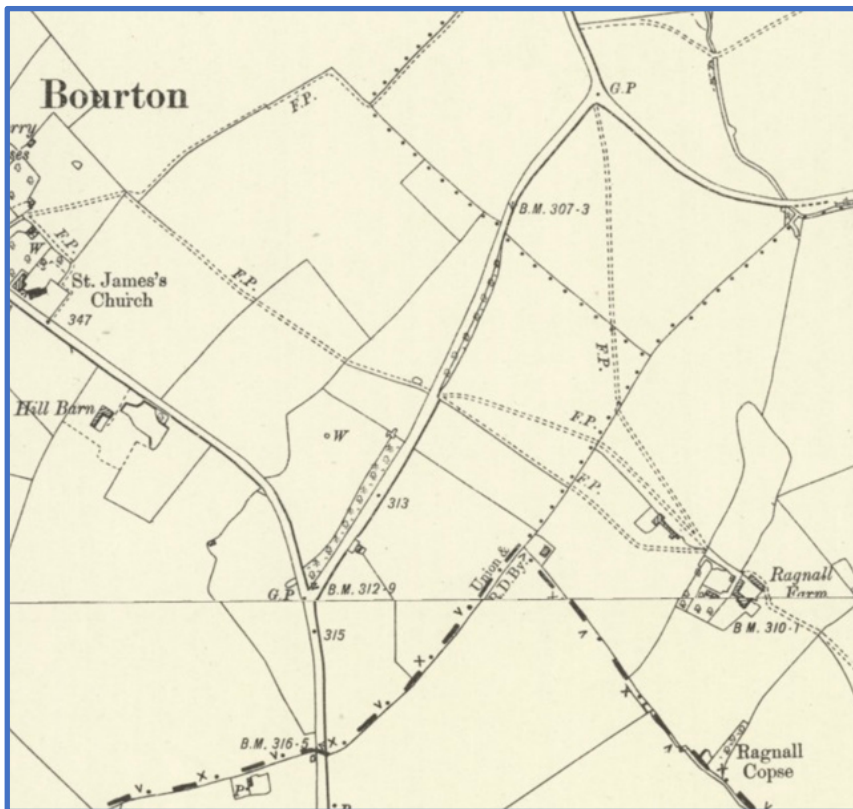 Bourton
F.P.
G.P
B.M. 307·3
F.P.
W
St. James's
Church
347
F.P.
F.P.
Hill Barn
F.P.
W
F.P.
313
Union &
R.D.By.
G.P
B.M. 312·9
Ragnall
Farm
B M. 310·1
315
B.M. 316·5
Ragnall
Copse
P